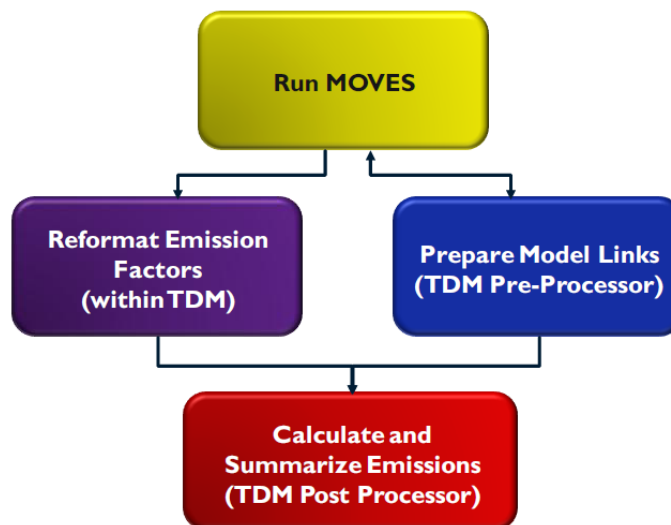 Run MOVES
Reformat Emission
Factors
(within TDM)
Prepare Model Links
(TDM Pre-Processor)
Calculate and
Summarize Emissions
(TDM Post Processor)